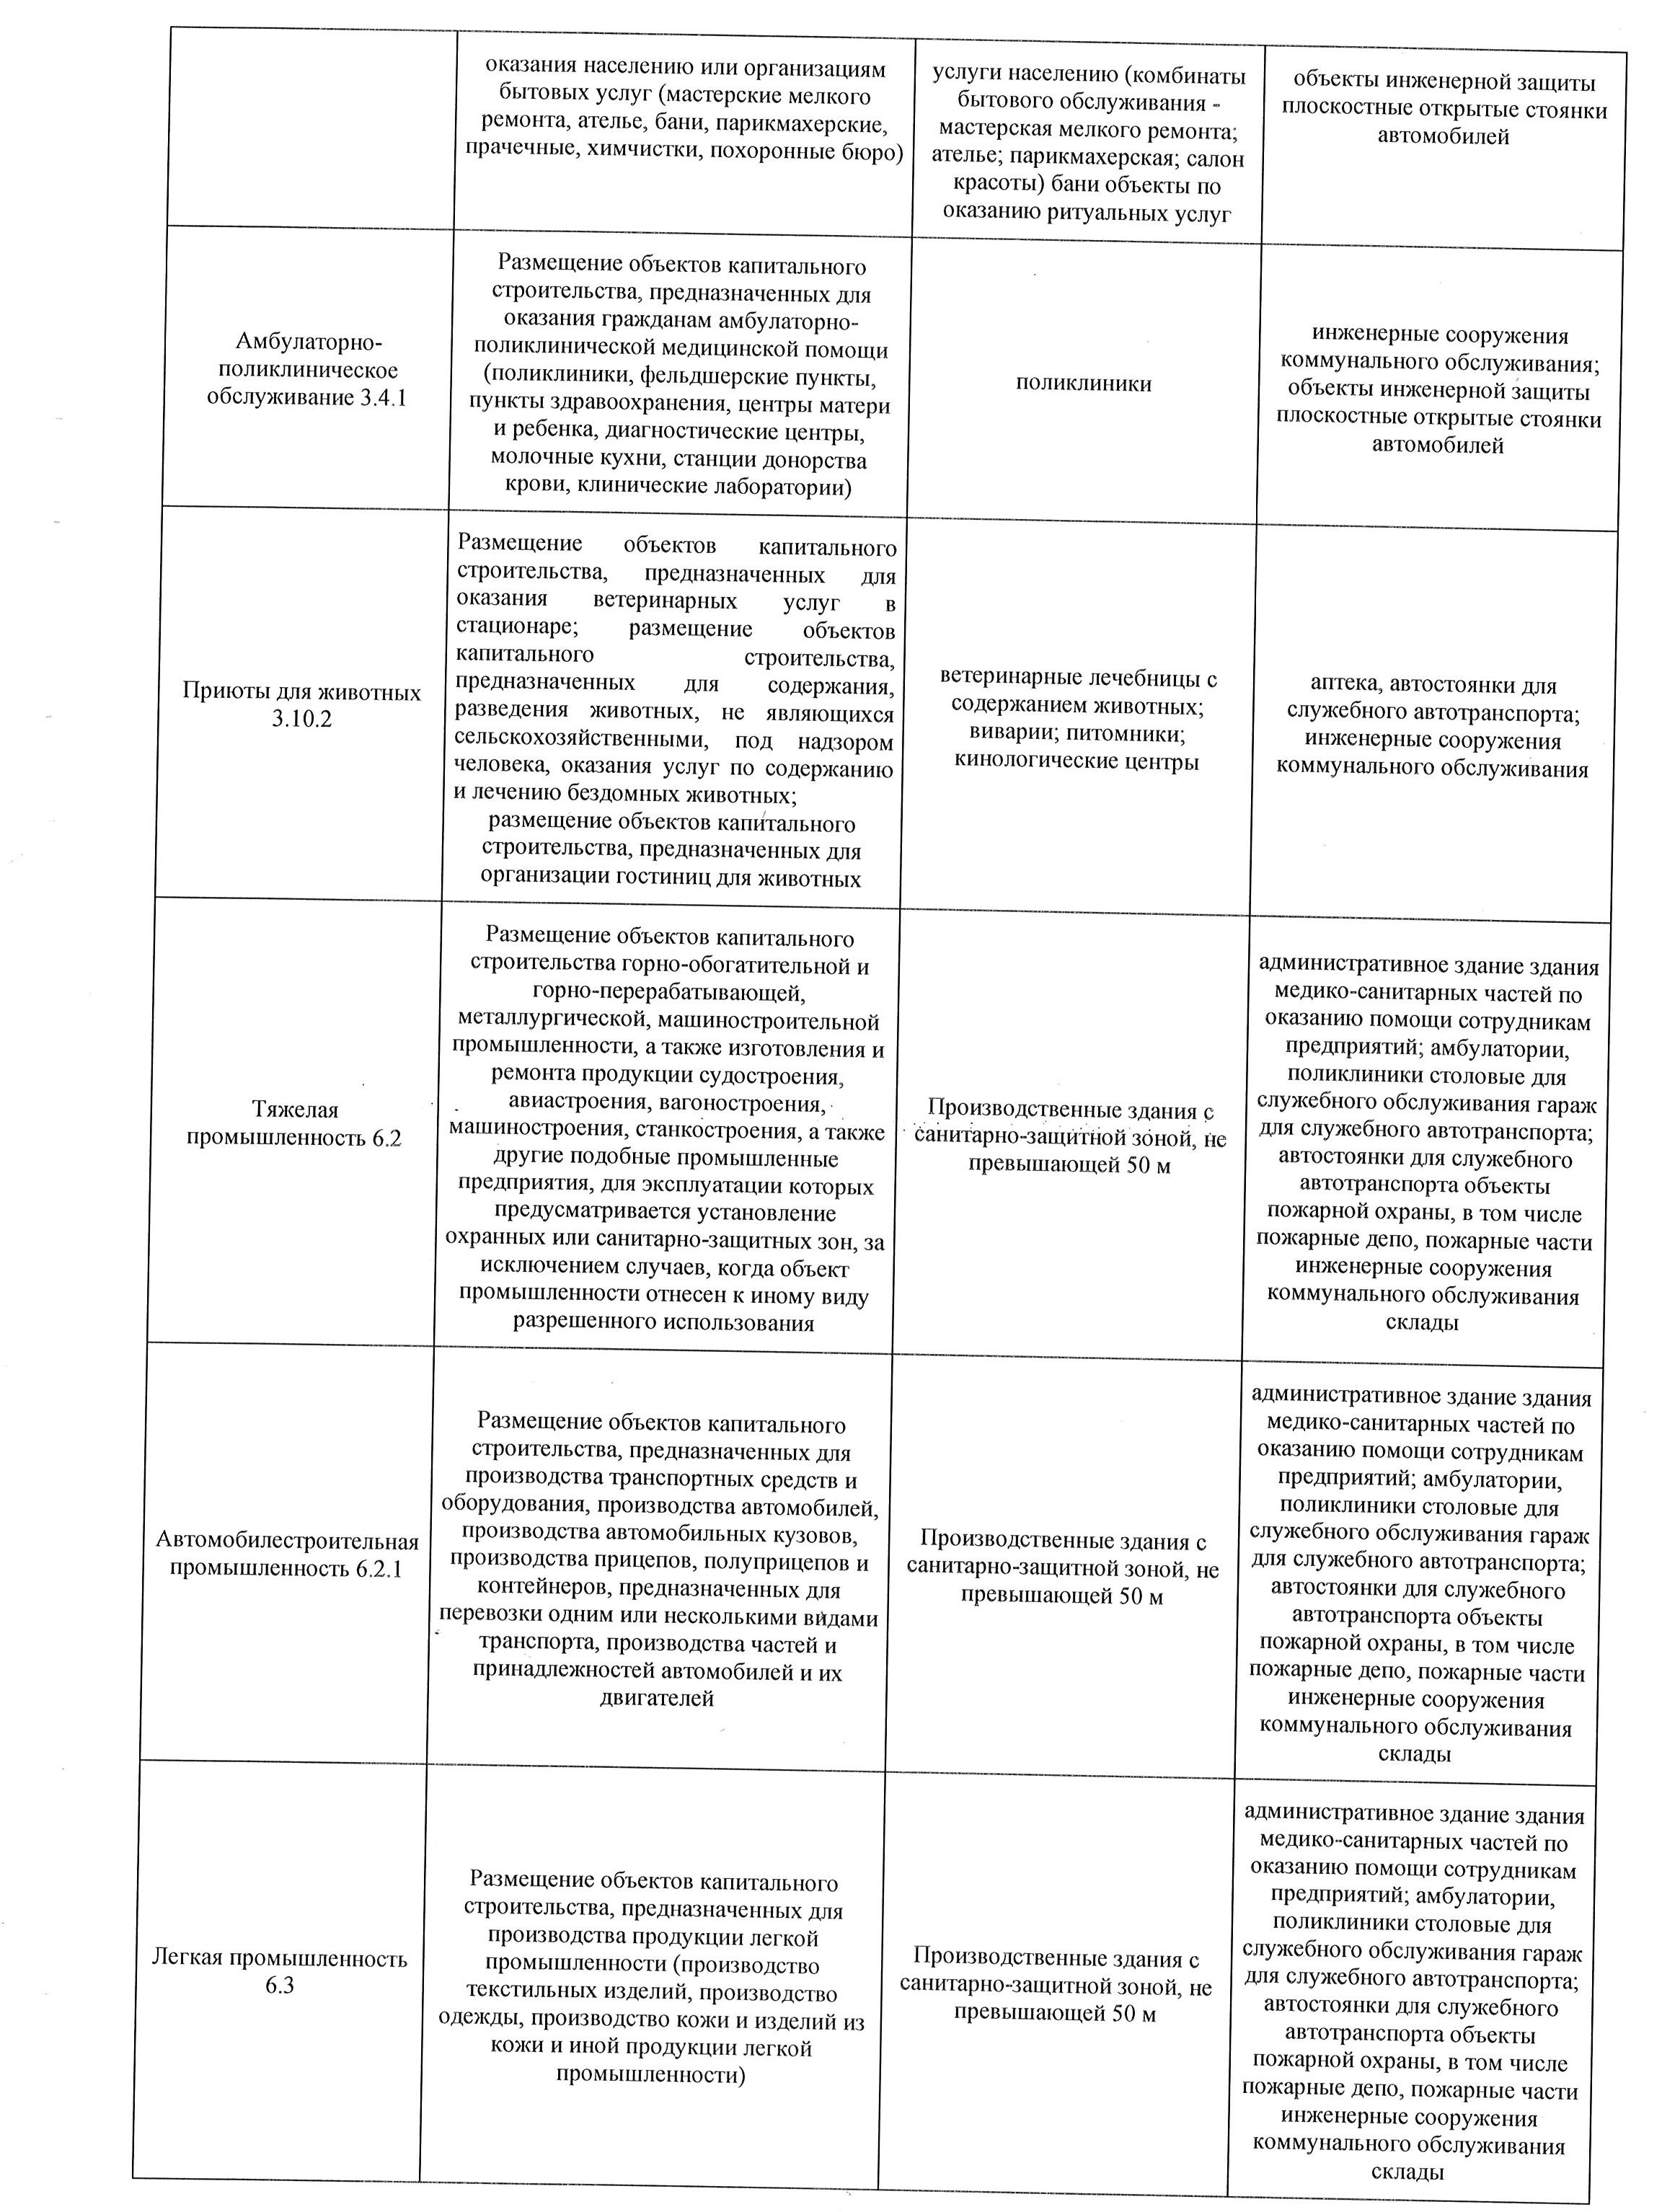 оказания населению или организациям
бытовых услуг (мастерские мелкого
ремонта, ателье, бани, парикмахерские,
прачечные, химчистки, похоронные бюро)
услуги населению (комбинаты
бытового обслуживания -
мастерская мелкого ремонта;
ателье; парикмахерская; салон
красоты) бани объекты по
оказанию ритуальных услуг
объекты инженерной защиты
плоскостные открытые стоянки
автомобилей
Амбулаторно-
поликлиническое
обслуживание 3.4.1
Размещение объектов капитального
строительства, предназначенных для
оказания гражданам амбулаторно-
поликлинической медицинской помощи
(поликлиники, фельдшерские пункты,
пункты здравоохранения, центры матери
и ребенка, диагностические центры,
молочные кухни, станции донорства
крови, клинические лаборатории)
поликлиники
инженерные сооружения
коммунального обслуживания;
объекты инженерной защиты
плоскостные открытые стоянки
автомобилей
Приюты для животных
3.10.2
Размещение объектов капитального
строительства, предназначенных для
оказания ветеринарных услуг в
стационаре; размещение объектов
капитального строительства,
предназначенных для содержания,
разведения животных, не являющихся
сельскохозяйственными, под надзором
человека, оказания услуг по содержанию
и лечению бездомных животных;
размещение объектов капитального
строительства, предназначенных для
организации гостиниц для животных
ветеринарные лечебницы с
содержанием животных;
виварии; питомники;
кинологические центры
аптека, автостоянки для
служебного автотранспорта;
инженерные сооружения
коммунального обслуживания
Тяжелая
промышленность 6.2
Размещение объектов капитального
строительства горно-обогатительной и
горно-перерабатывающей,
металлургической, машиностроительной
промышленности, а также изготовления и
ремонта продукции судостроения,
авиастроения, вагоностроения,
машиностроения, станкостроения, а также
другие подобные промышленные
предприятия, для эксплуатации которых
предусматривается установление
охранных или санитарно-защитных зон, за
исключением случаев, когда объект
промышленности отнесен к иному виду
разрешенного использования
Производственные здания с
санитарно-защитной зоной, не
превышающей 50 м
административное здание здания
медико-санитарных частей по
оказанию помощи сотрудникам
предприятий; амбулатории,
поликлиники столовые для
служебного обслуживания гараж
для служебного автотранспорта;
автостоянки для служебного
автотранспорта объекты
пожарной охраны, в том числе
пожарные депо, пожарные части
инженерные сооружения
коммунального обслуживания
склады
Автомобилестроительная
промышленность 6.2.1
Размещение объектов капитального
строительства, предназначенных для
производства транспортных средств и
оборудования, производства автомобилей,
производства автомобильных кузовов,
производства прицепов, полуприцепов и
контейнеров, предназначенных для
перевозки одним или несколькими видами
транспорта, производства частей и
принадлежностей автомобилей и их
двигателей
Производственные здания с
санитарно-защитной зоной, не
превышающей 50 м
административное здание здания
медико-санитарных частей по
оказанию помощи сотрудникам
предприятий; амбулатории,
поликлиники столовые для
служебного обслуживания гараж
для служебного автотранспорта;
автостоянки для служебного
автотранспорта объекты
пожарной охраны, в том числе
пожарные депо, пожарные части
инженерные сооружения
коммунального обслуживания
склады
Легкая промышленность
6.3
Размещение объектов капитального
строительства, предназначенных для
производства продукции легкой
промышленности (производство
текстильных изделий, производство
одежды, производство кожи и изделий из
кожи и иной продукции легкой
промышленности)
Производственные здания с
санитарно-защитной зоной, не
превышающей 50 м
административное здание здания
медико-санитарных частей по
оказанию помощи сотрудникам
предприятий; амбулатории,
поликлиники столовые для
служебного обслуживания гараж
для служебного автотранспорта;
автостоянки для служебного
автотранспорта объекты
пожарной охраны, в том числе
пожарные депо, пожарные части
инженерные сооружения
коммунального обслуживания
склады